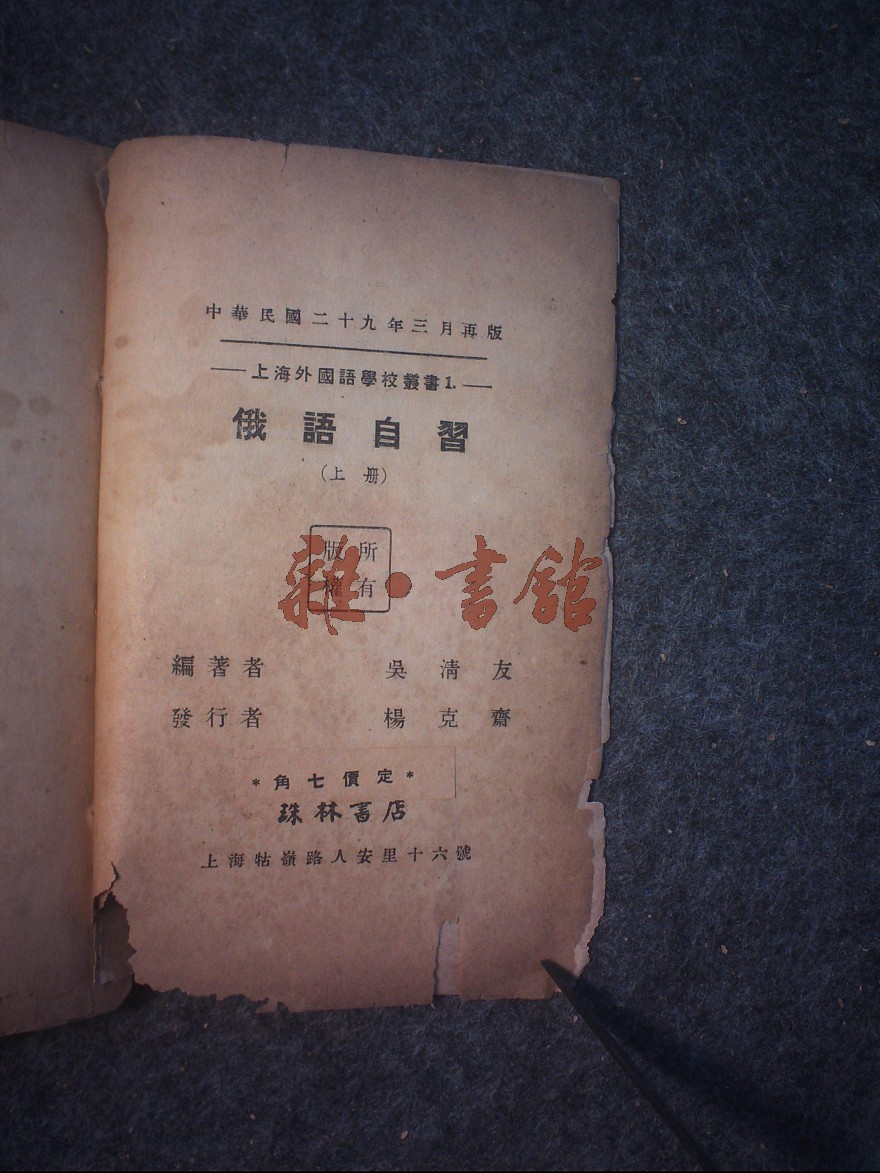 中華民國二十九年三月再版
—上海外國語學校叢書1.—
俄語自習
(上册)
版所
權有
雜·書館
編著者 吳清友
發行者 楊克齋
*角七價定*
珠林書店
上海牯嶺路人安里十六號